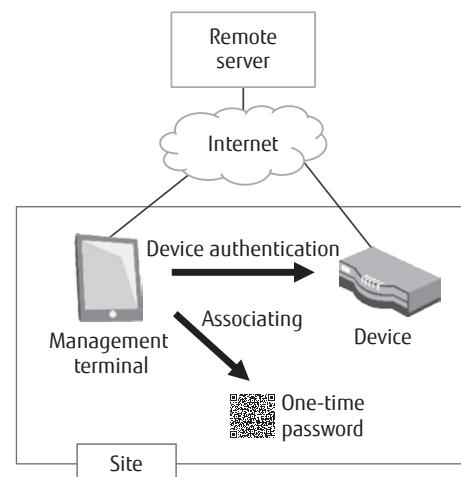 Remote
server
Internet
Device authentication
Associating
Management
terminal
Device
One-time
password
Site